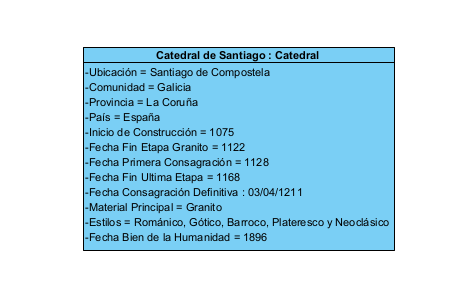 Catedral de Santiago : Catedral
-Ubicación = Santiago de Compostela
-Comunidad = Galicia
-Provincia = La Coruña
-País = España
-Inicio de Construcción = 1075
-Fecha Fin Etapa Granito = 1122
-Fecha Primera Consagración = 1128
-Fecha Fin Ultima Etapa = 1168
-Fecha Consagración Definitiva : 03/04/1211
-Material Principal = Granito
-Estilos = Románico, Gótico, Barroco, Plateresco y Neoclásico
-Fecha Bien de la Humanidad = 1896